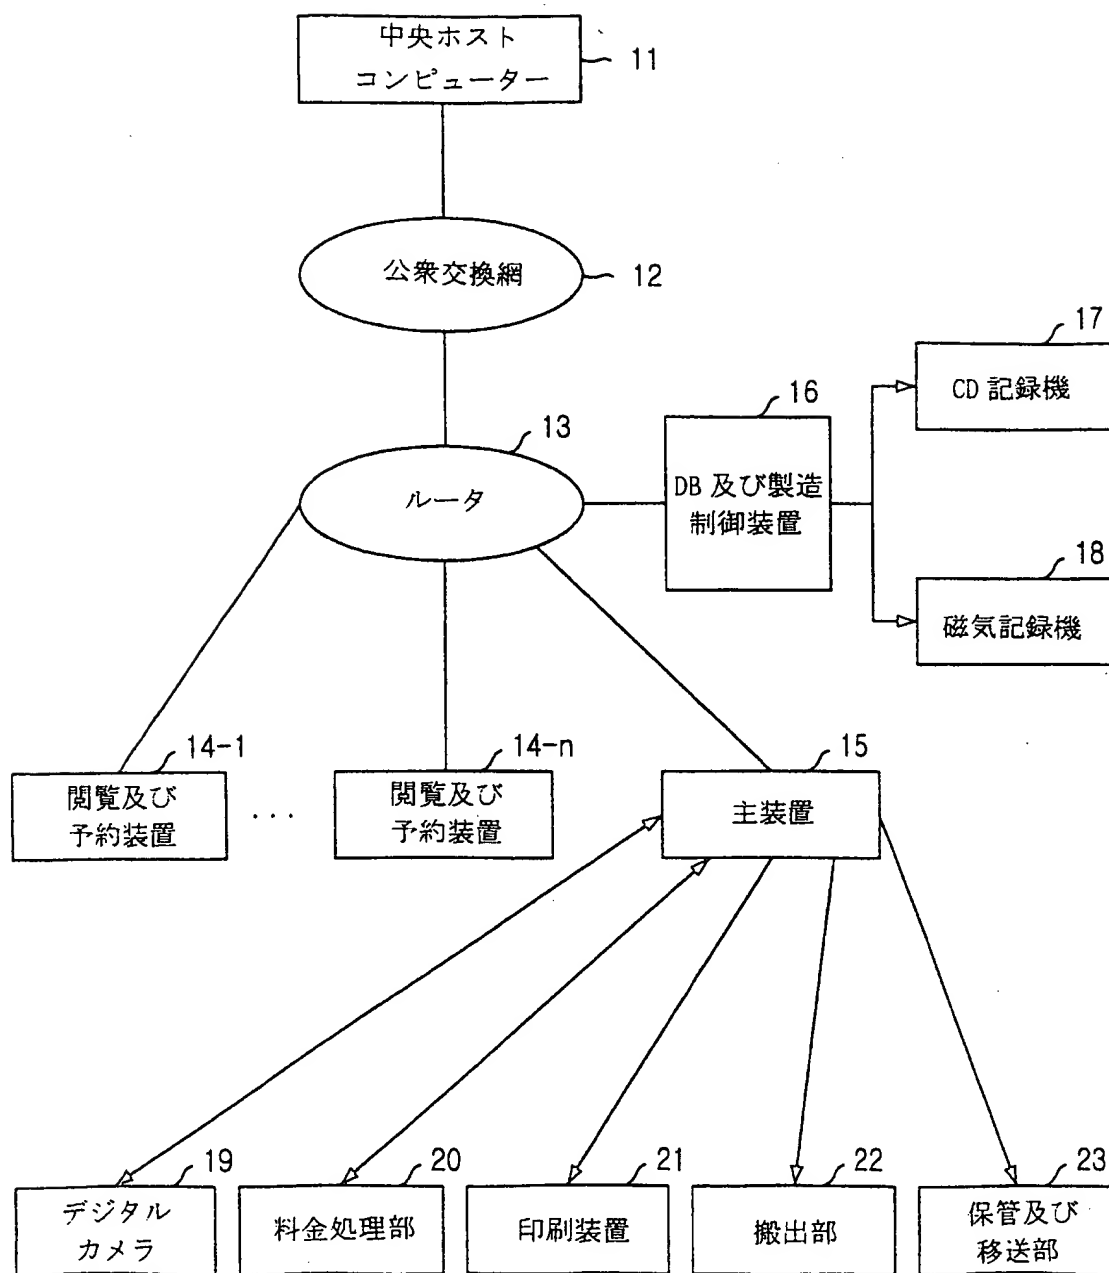 中央ホスト
コンピューター
11
公衆交換網
12
17
CD 記録機
16
13
DB 及び製造
制御装置
ルータ
18
磁気記録機
14-1
閲覧及び
予約装置
...
14-n
閲覧及び
予約装置
15
主装置
19
デジタル
カメラ
20
料金処理部
21
印刷装置
22
搬出部
23
保管及び
移送部